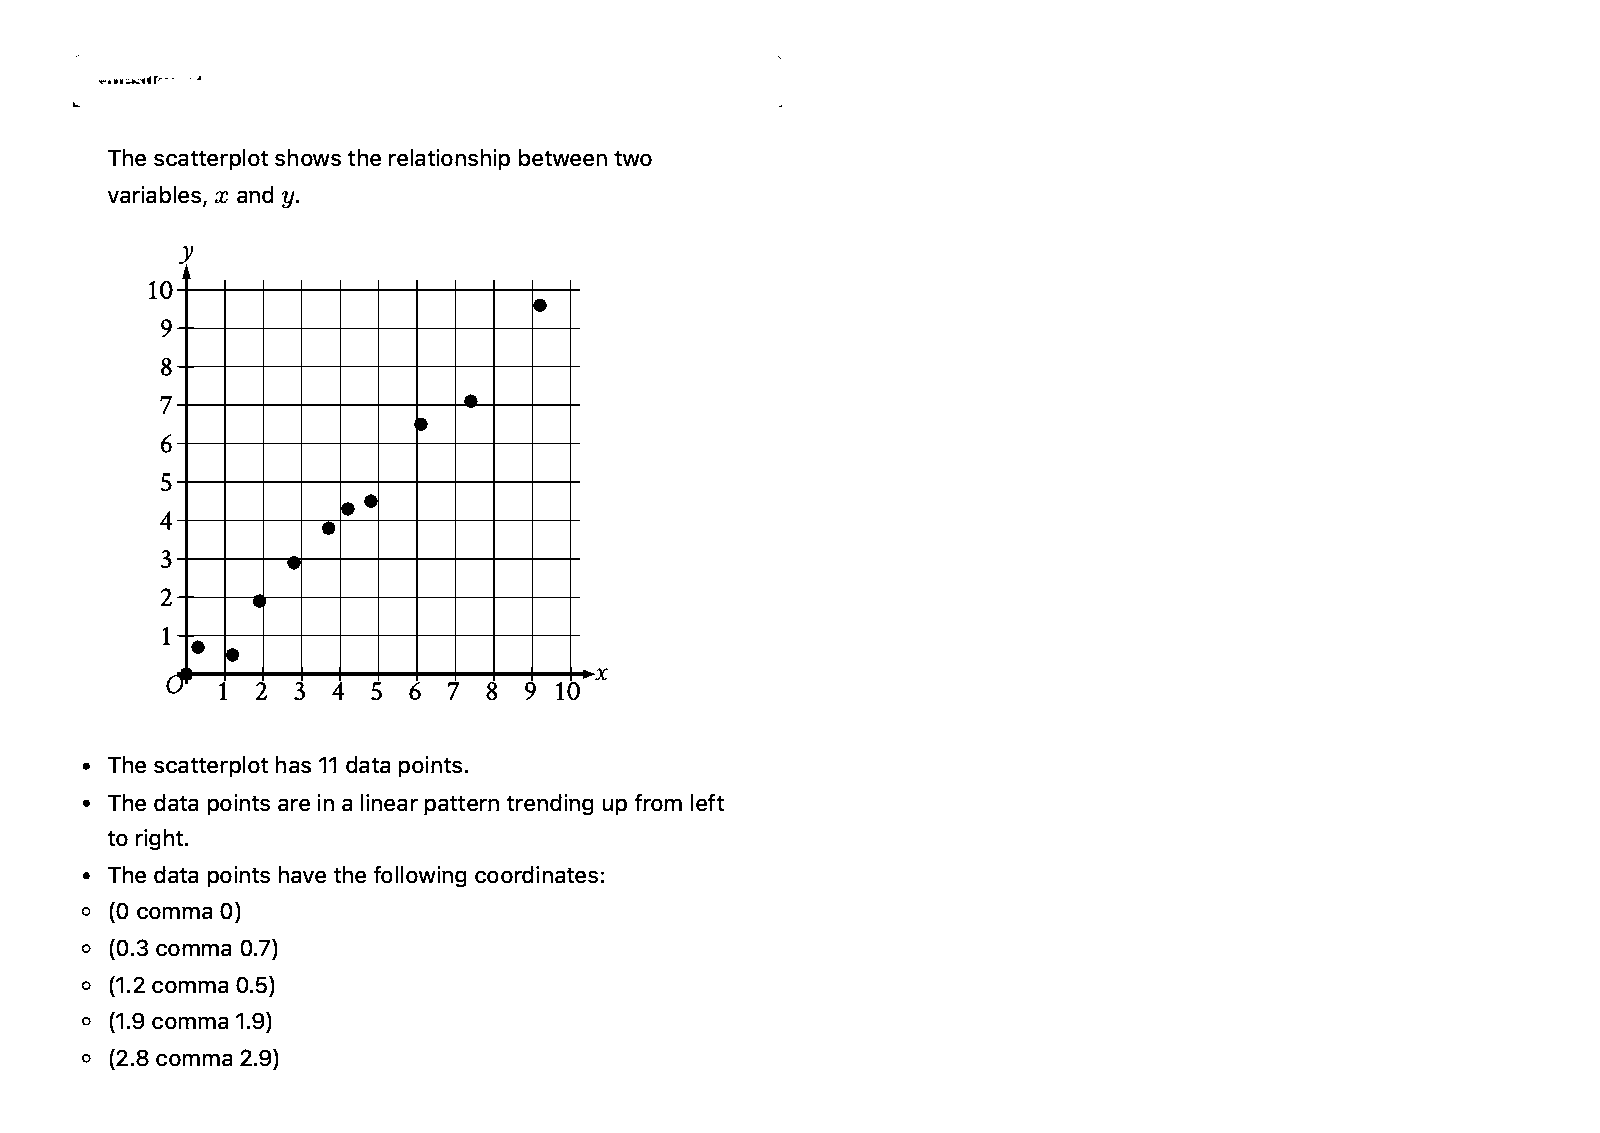 The scatterplot shows the relationship between two
variables, x and y.
y
10
9
8
7
6
5
4
3
2
1
O
1 2 3 4 5 6 7 8 9 10
x
• The scatterplot has 11 data points.
• The data points are in a linear pattern trending up from left
to right.
• The data points have the following coordinates:
○ (0 comma 0)
○ (0.3 comma 0.7)
○ (1.2 comma 0.5)
○ (1.9 comma 1.9)
○ (2.8 comma 2.9)